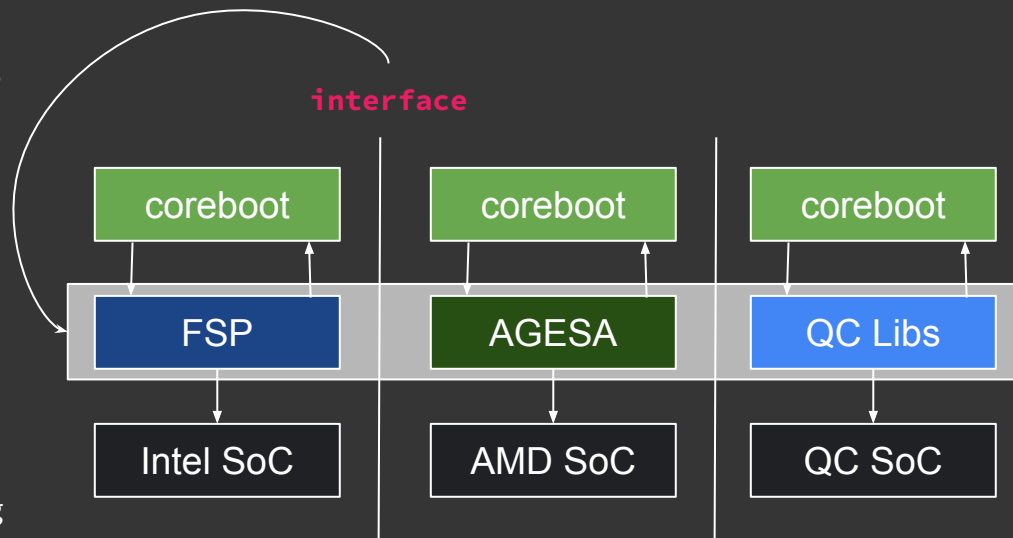 interface
coreboot coreboot coreboot
FSP AGESA QC Libs
Intel SoC AMD SoC QC SoC
g